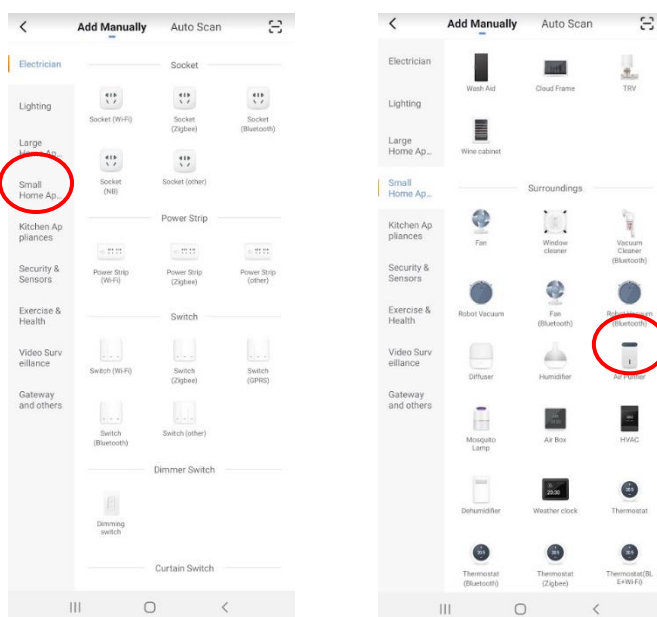 Add Manually Auto Scan
Electrician
Lighting
Large
Home Ap...
Small
Home Ap...
Kitchen Ap
pliances
Security &
Sensors
Exercise &
Health
Video Surv
eillance
Gateway
and others
Socket
Socket (Wi-Fi)
Socket
(Zigbee)
Socket
(Bluetooth)
Socket
(NB)
Socket (other)
Power Strip
Power Strip
(Wi-Fi)
Power Strip
(Zigbee)
Power Strip
(other)
Switch
Switch (Wi-Fi)
Switch
(Zigbee)
Switch
(GPRS)
Switch
(Bluetooth)
Switch (other)
Dimmer Switch
Dimming
switch
Curtain Switch
Add Manually Auto Scan
Electrician
Lighting
Large
Home Ap...
Small
Home Ap...
Kitchen Ap
pliances
Security &
Sensors
Exercise &
Health
Video Surv
eillance
Gateway
and others
Wash Aid
Cloud Frame
TRV
Wine cabinet
Surroundings
Fan
Window
cleaner
Vacuum
Cleaner
(Bluetooth)
Robot Vacuum
Fan
(Bluetooth)
Robot Vacuum
(Bluetooth)
Diffuser
Humidifier
Air Purifier
Mosquito
Lamp
Air Box
HVAC
Dehumidifier
Weather clock
Thermostat
Thermostat
(Bluetooth)
Thermostat
(Zigbee)
Thermostat(BL
E+Wi-Fi)